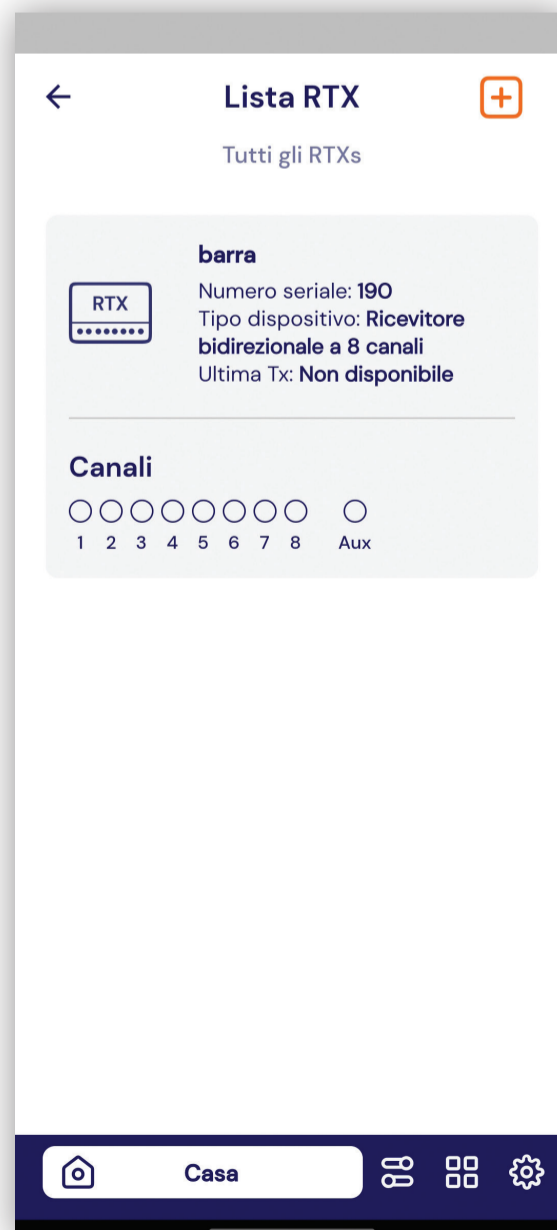 Lista RTX
Tutti gli RTXs
barra
RTX
Numero seriale: 190
Tipo dispositivo: Ricevitore
bidirezionale a 8 canali
Ultima Tx: Non disponibile
Canali
1 2 3 4 5 6 7 8 Aux
Casa